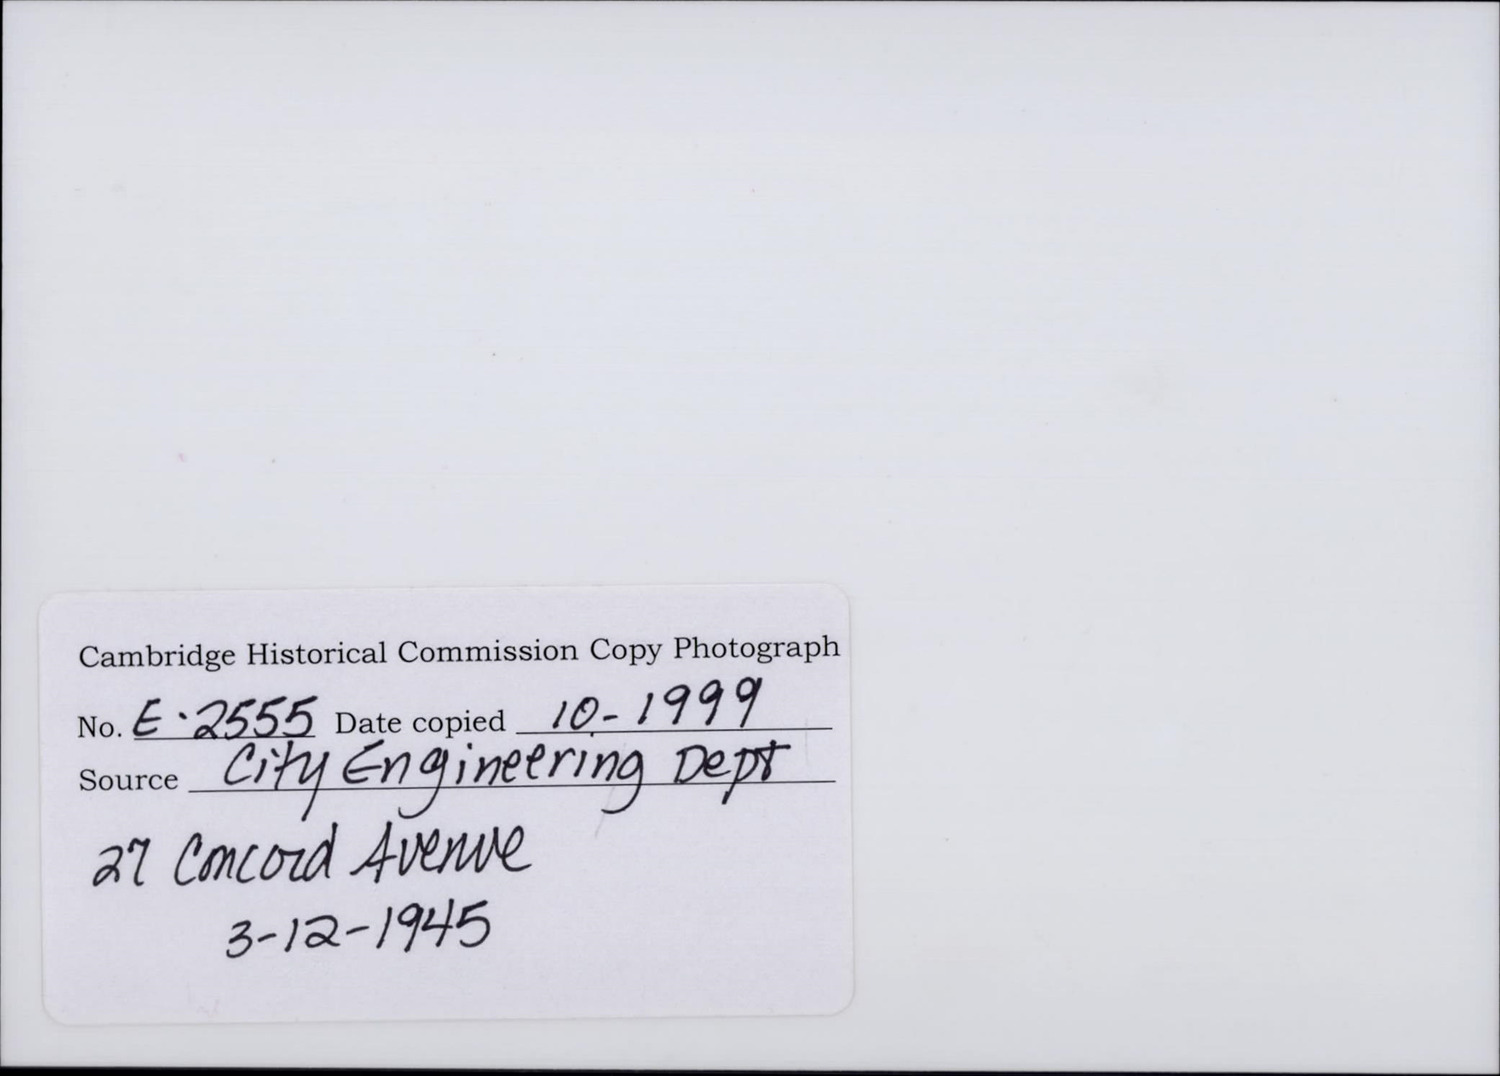 Cambridge Historical Commission Copy Photograph
No. E.2555 Date copied 10-1999
Source City Engineering Dept
27 Concord Avenue
3-12-1945